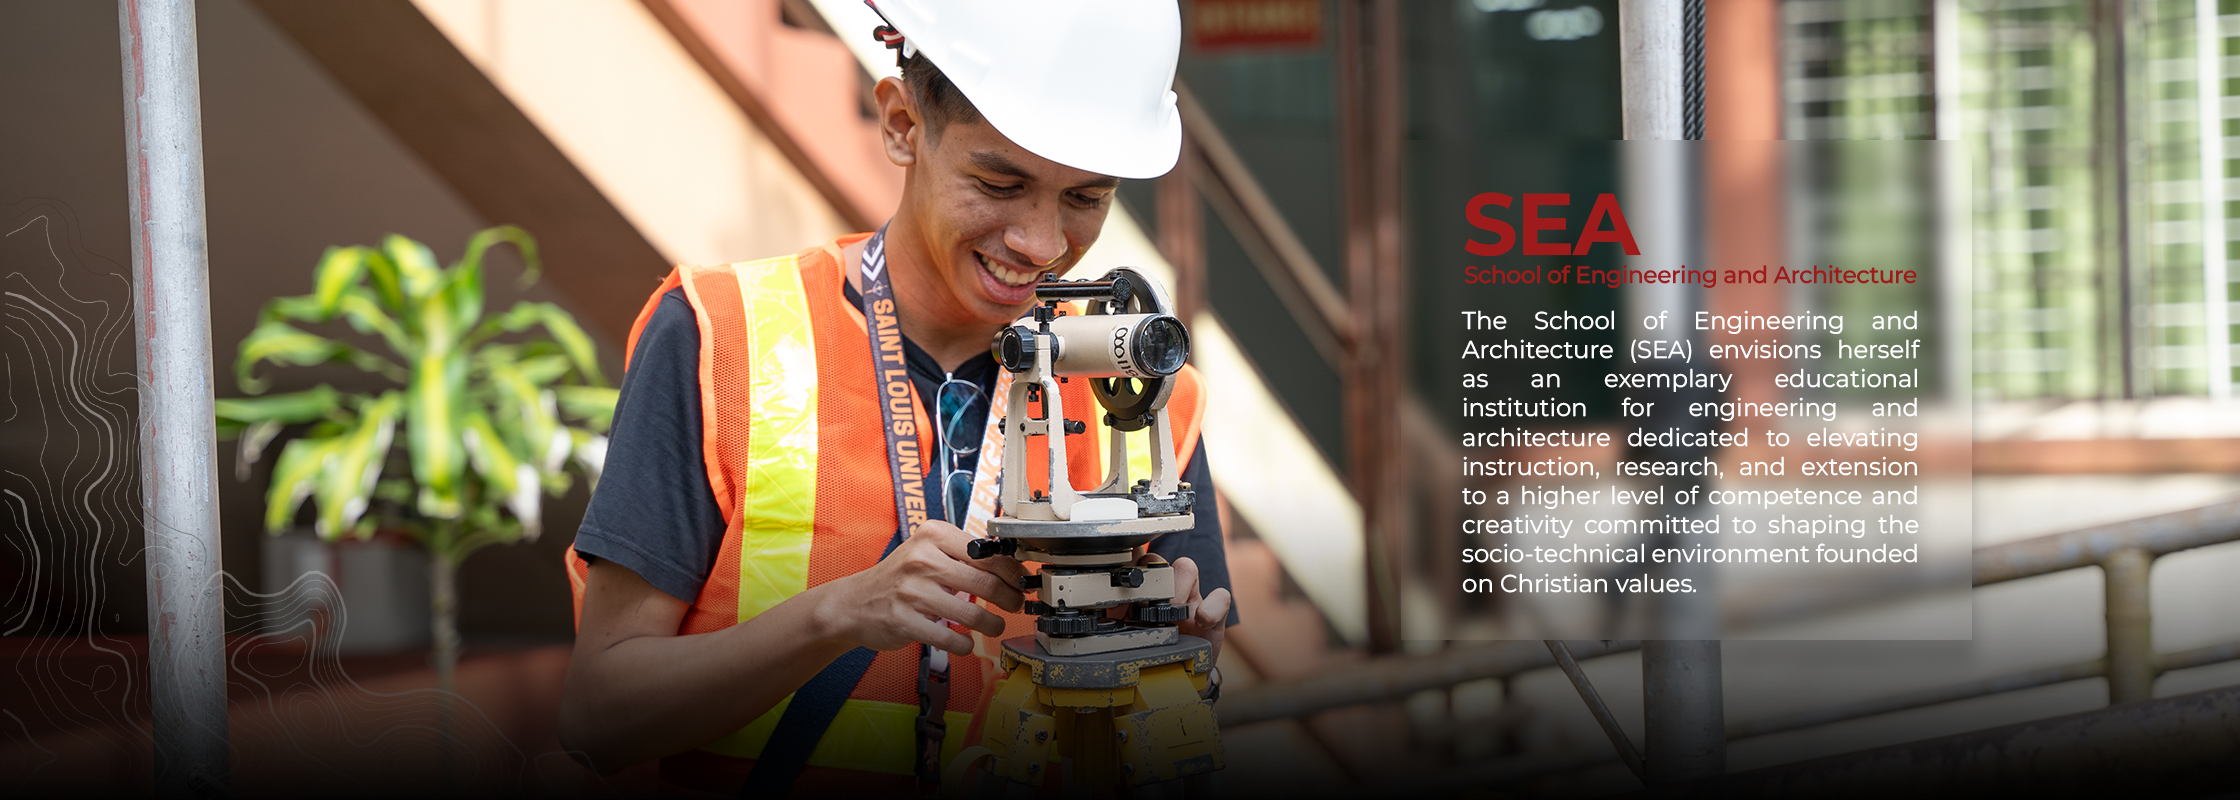 SAINT LOUIS UNIVERS
SEA
School of Engineering and Architecture
The School of Engineering and
Architecture (SEA) envisions herself
as an exemplary educational
institution for engineering and
architecture dedicated to elevating
instruction, research, and extension
to a higher level of competence and
creativity committed to shaping the
socio-technical environment founded
on Christian values.